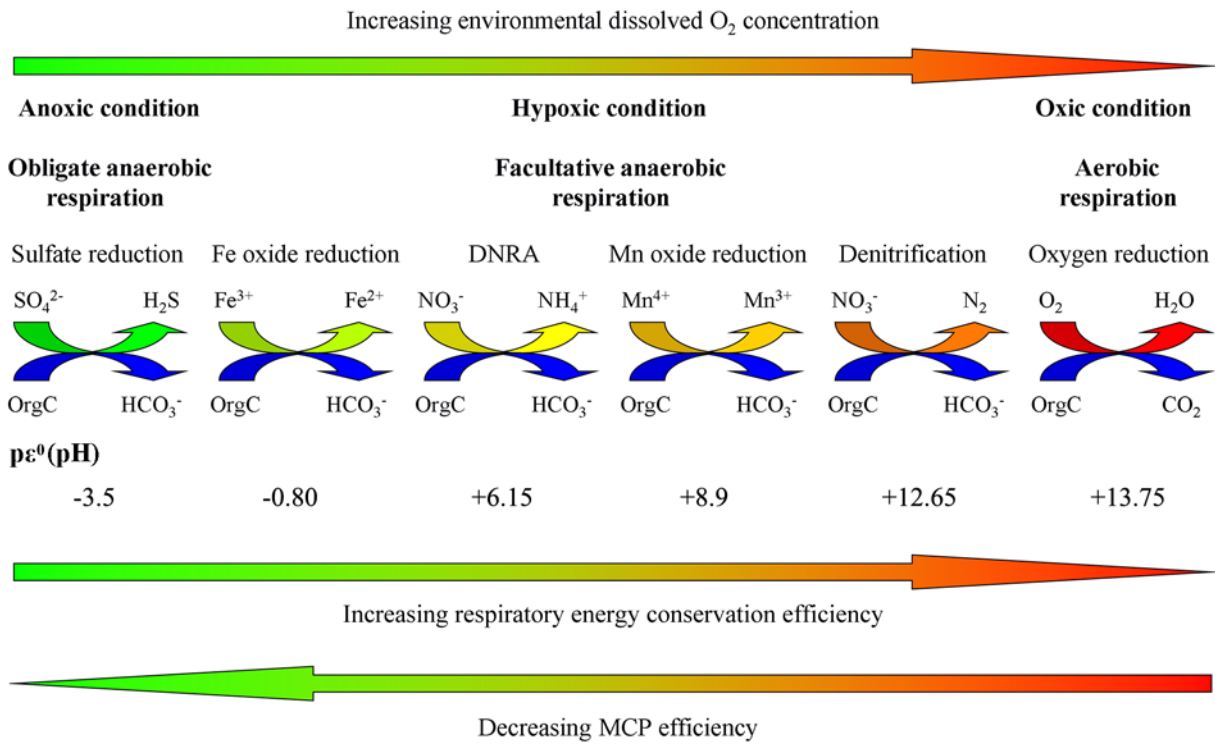 Increasing environmental dissolved O₂ concentration
Anoxic condition Hypoxic condition Oxic condition
Obligate anaerobic Facultative anaerobic Aerobic
respiration respiration respiration
Sulfate reduction Fe oxide reduction DNRA Mn oxide reduction Denitrification Oxygen reduction
SO₄²⁻ H₂S Fe³⁺ Fe²⁺ NO₃⁻ NH₄⁺ Mn⁴⁺ Mn³⁺ NO₃⁻ N₂ O₂ H₂O
OrgC HCO₃⁻ OrgC HCO₃⁻ OrgC HCO₃⁻ OrgC HCO₃⁻ OrgC HCO₃⁻ OrgC CO₂
pε⁰(pH)
-3.5 -0.80 +6.15 +8.9 +12.65 +13.75
Increasing respiratory energy conservation efficiency
Decreasing MCP efficiency